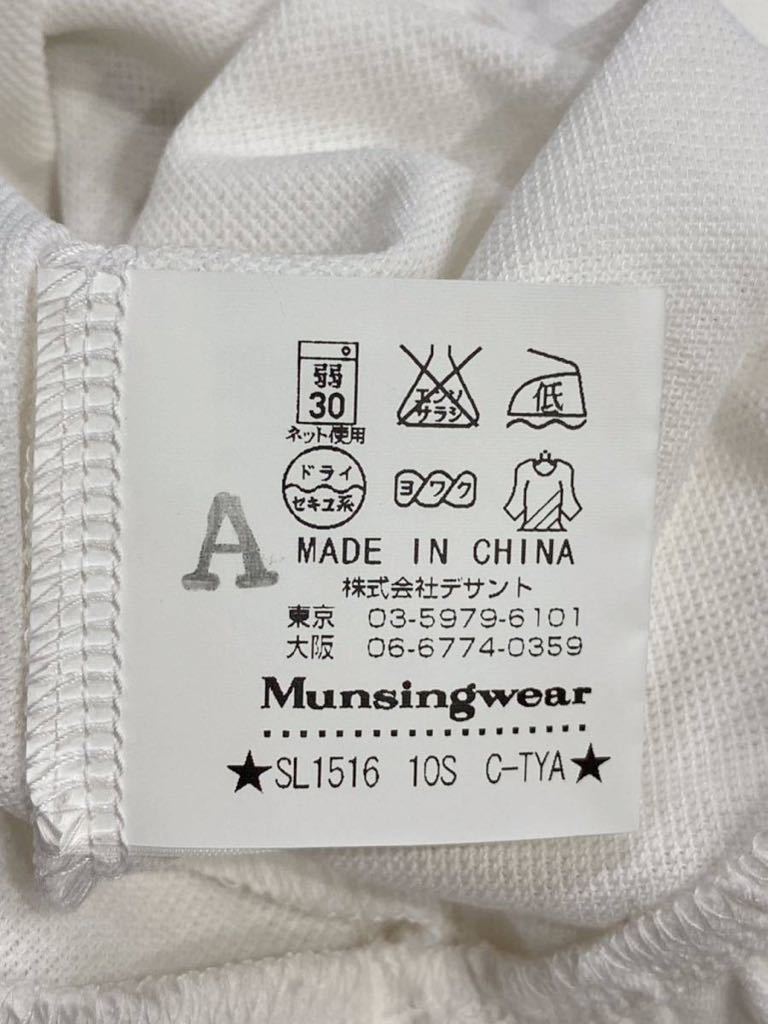 弱
30
ネット使用
エンソ
サラシ
低
ドライ
セキユ系
ヨワク
A
MADE IN CHINA
株式会社デサント
東京 03-5979-6101
大阪 06-6774-0359
Munsingwear
★SL1516 10S C-TYA★